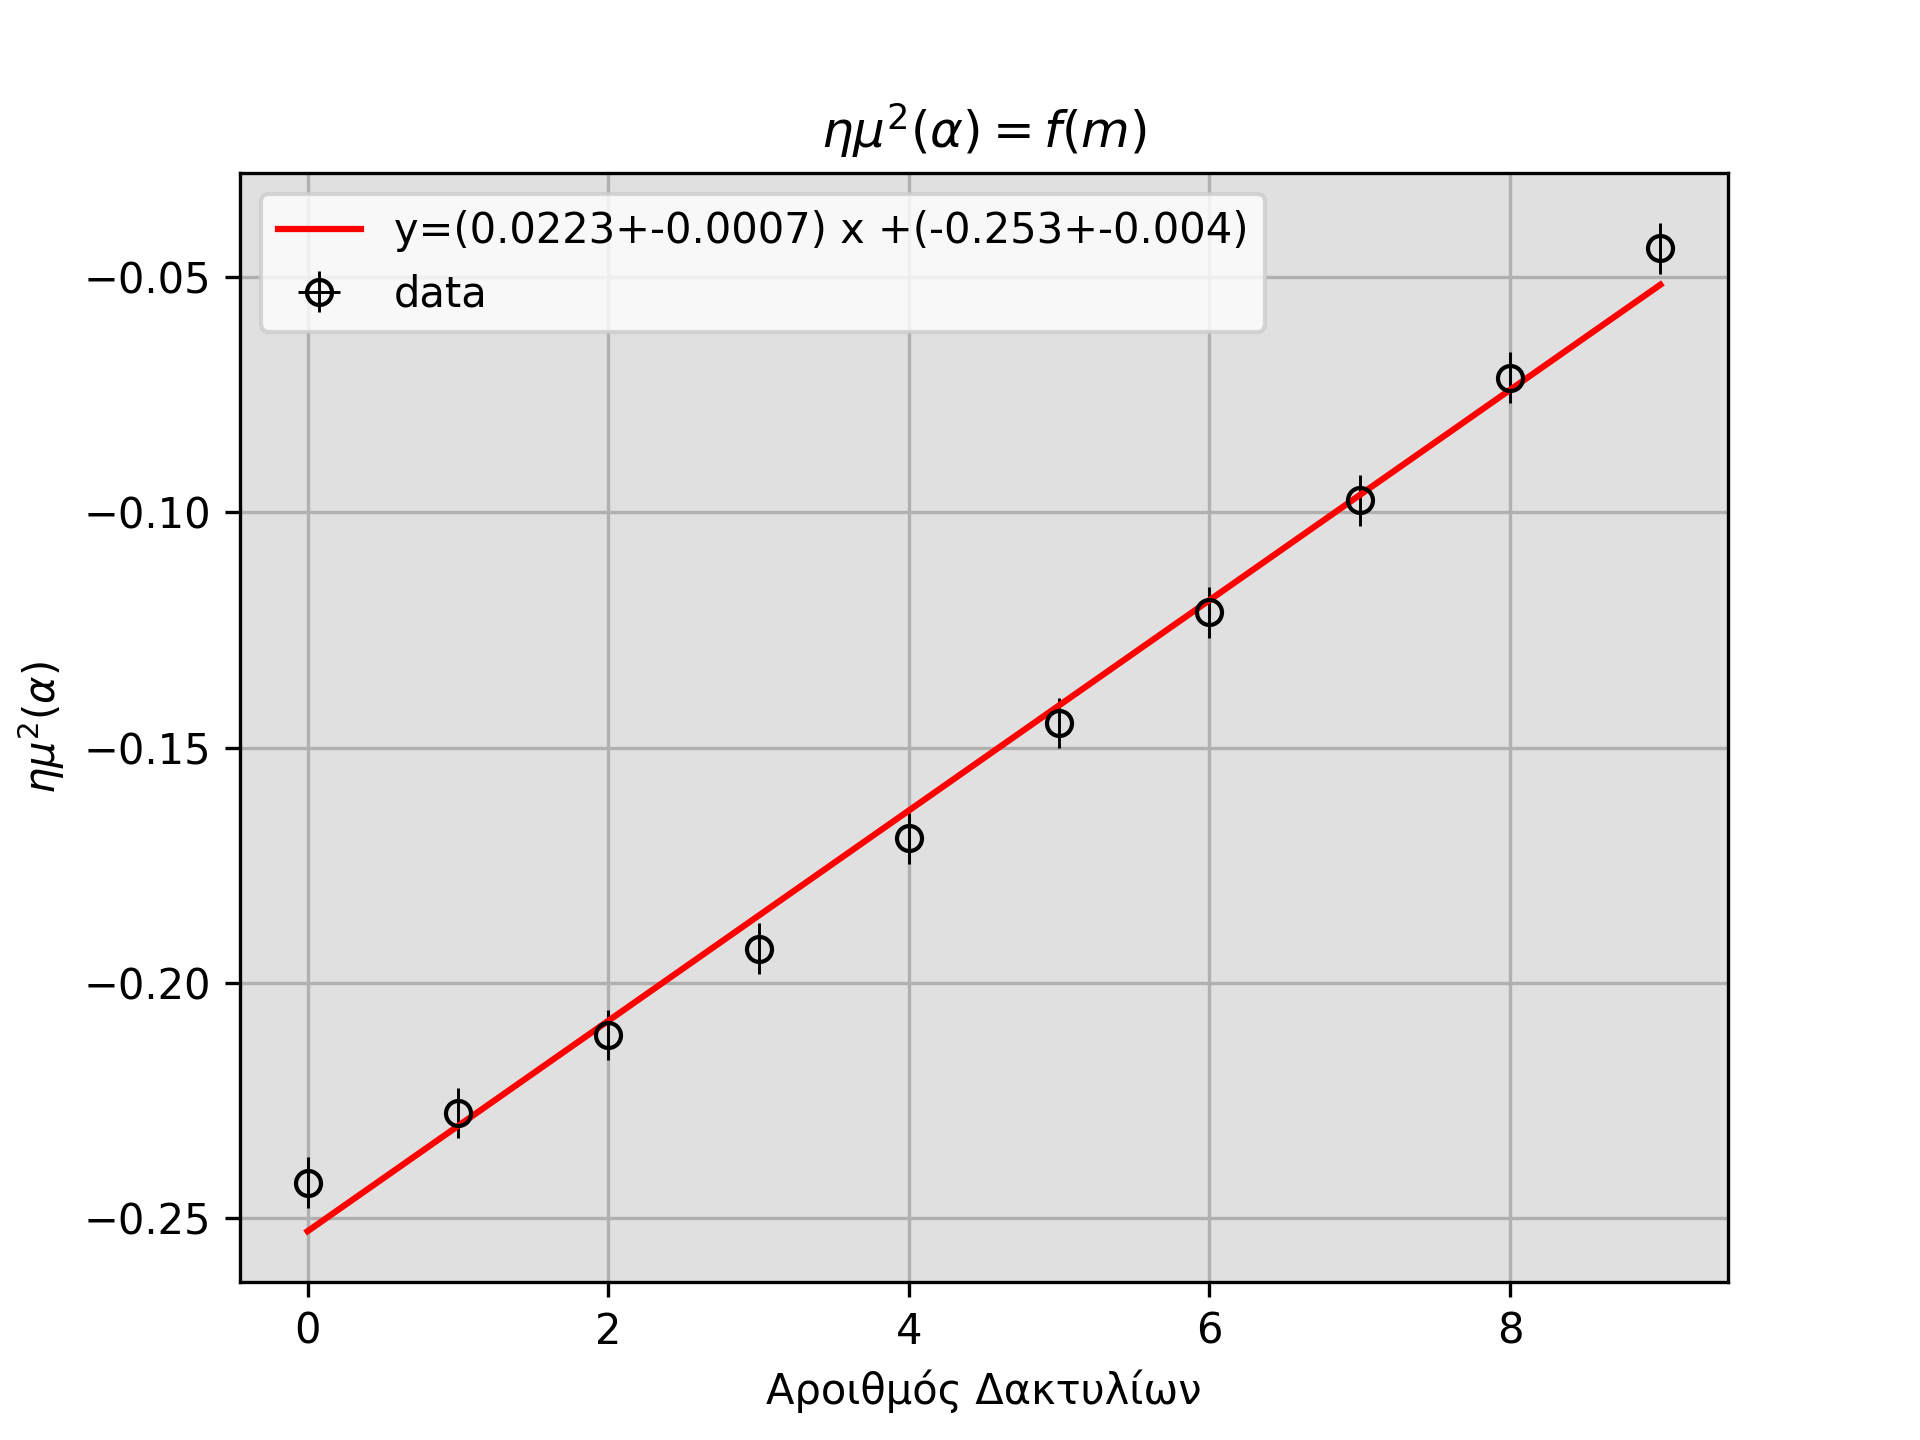 ημ²(α) = f(m)
y=(0.0223+-0.0007) x +(-0.253+-0.004)
data
−0.05
−0.10
−0.15
−0.20
−0.25
ημ²(α)
0 2 4 6 8
Αροιθμός Δακτυλίων